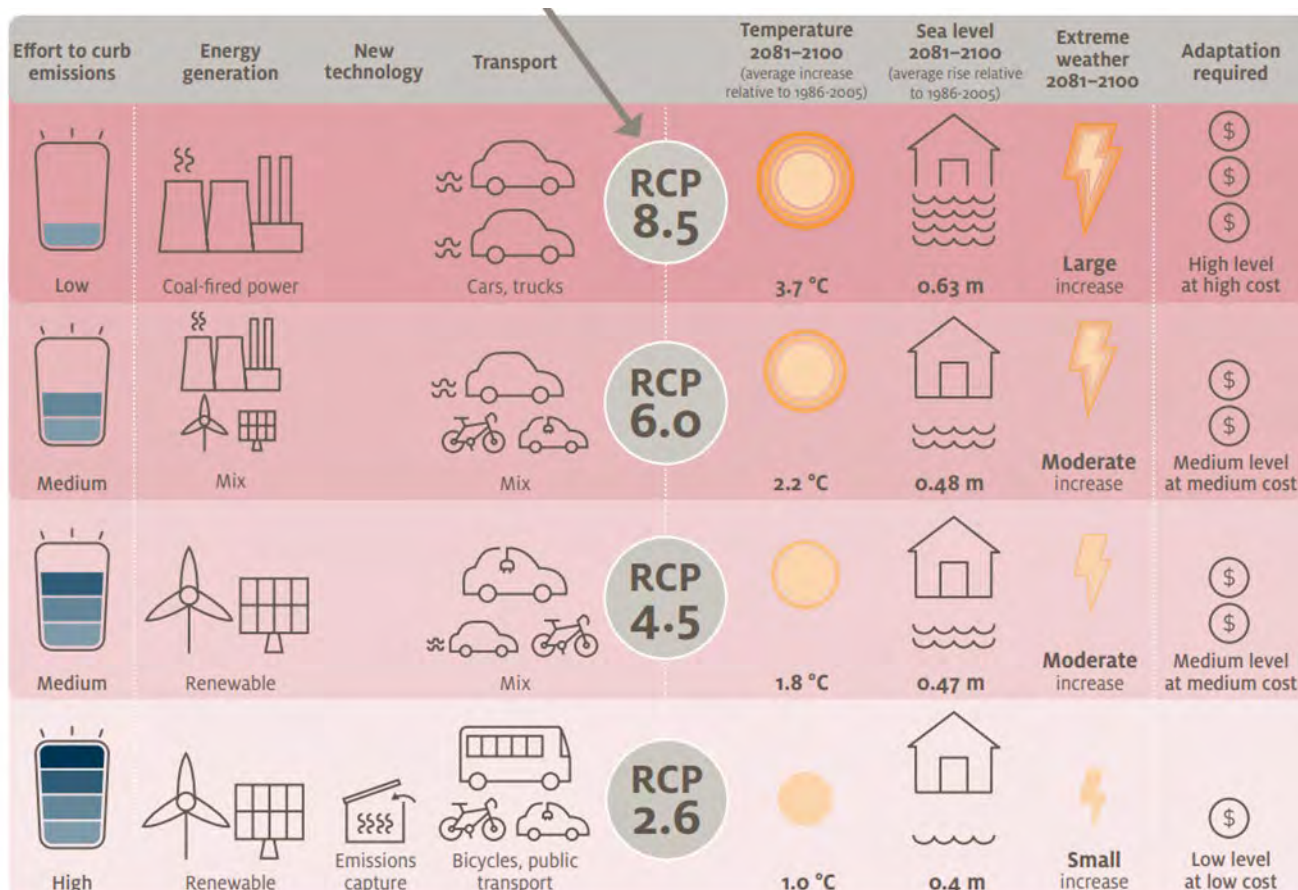 Effort to curb
emissions
Energy
generation
New
technology
Transport
Temperature
2081–2100
(average increase
relative to 1986-2005)
Sea level
2081–2100
(average rise relative
to 1986-2005)
Extreme
weather
2081–2100
Adaptation
required
Low
Coal-fired power
Cars, trucks
RCP
8.5
3.7 °C
0.63 m
Large
increase
$
$
$
High level
at high cost
Medium
Mix
Mix
RCP
6.0
2.2 °C
0.48 m
Moderate
increase
$
$
Medium level
at medium cost
Medium
Renewable
Mix
RCP
4.5
1.8 °C
0.47 m
Moderate
increase
$
$
Medium level
at medium cost
High
Renewable
Emissions
capture
Bicycles, public
transport
RCP
2.6
1.0 °C
0.4 m
Small
increase
$
Low level
at low cost